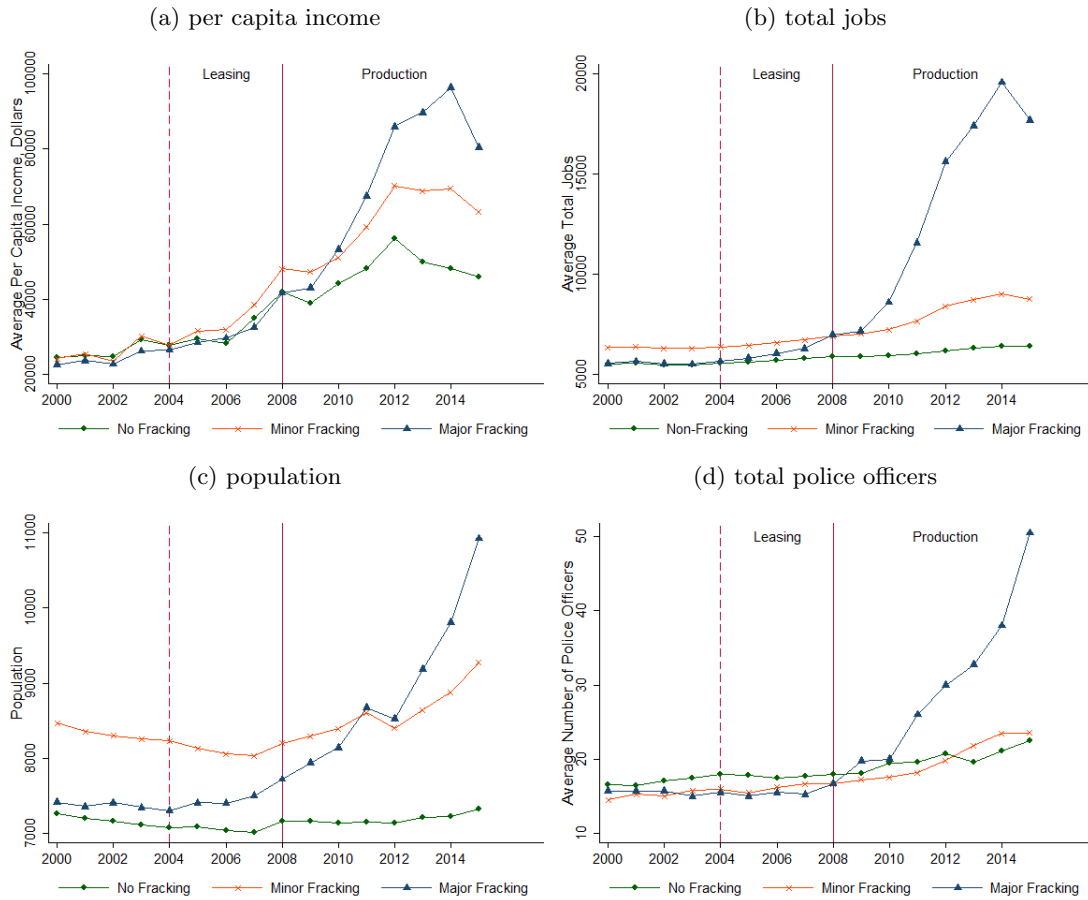 (a) per capita income
Average Per Capita Income, Dollars
20000 40000 60000 80000 100000
Leasing Production
2000 2002 2004 2006 2008 2010 2012 2014
No Fracking Minor Fracking Major Fracking
(b) total jobs
Average Total Jobs
5000 10000 15000 20000
Leasing Production
2000 2002 2004 2006 2008 2010 2012 2014
Non-Fracking Minor Fracking Major Fracking
(c) population
Population
7000 8000 9000 10000 11000
2000 2002 2004 2006 2008 2010 2012 2014
No Fracking Minor Fracking Major Fracking
(d) total police officers
Average Number of Police Officers
10 20 30 40 50
Leasing Production
2000 2002 2004 2006 2008 2010 2012 2014
No Fracking Minor Fracking Major Fracking